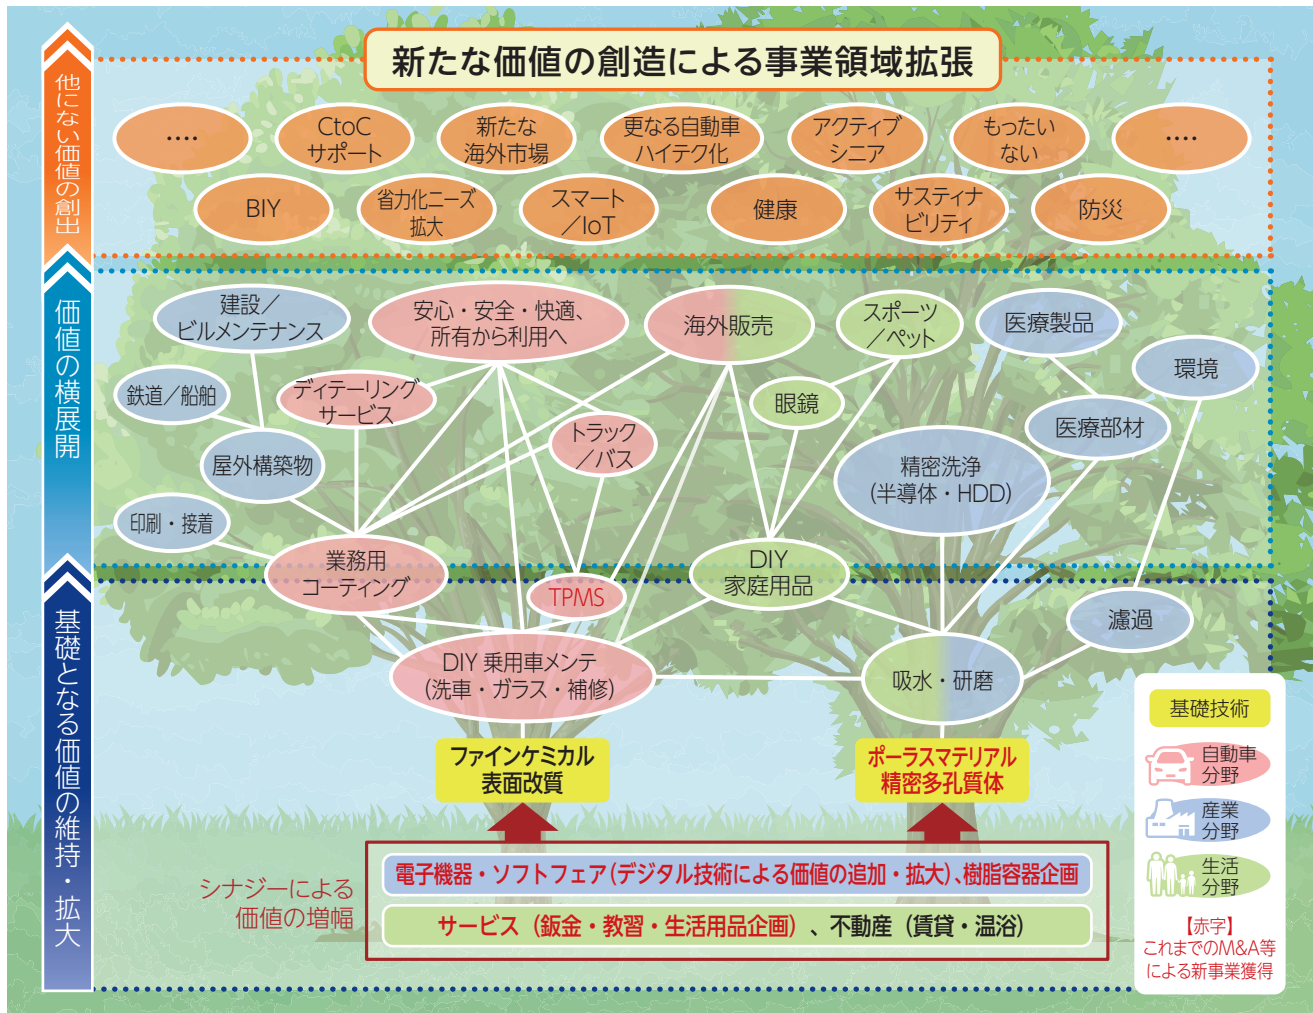 新たな価値の創造による事業領域拡張
他にない価値の創出
‥‥
CtoC
サポート
新たな
海外市場
更なる自動車
ハイテク化
アクティブ
シニア
もったい
ない
‥‥
BIY
省力化ニーズ
拡大
スマート
／IoT
健康
サスティナ
ビリティ
防災
価値の横展開
建設／
ビルメンテナンス
安心・安全・快適、
所有から利用へ
海外販売
スポーツ
／ペット
医療製品
環境
鉄道／船舶
ディテーリング
サービス
眼鏡
トラック
／バス
医療部材
屋外構築物
精密洗浄
(半導体・HDD)
印刷・接着
業務用
コーティング
DIY
家庭用品
基礎となる価値の維持・拡大
TPMS
濾過
DIY 乗用車メンテ
(洗車・ガラス・補修)
吸水・研磨
ファインケミカル
表面改質
ポーラスマテリアル
精密多孔質体
シナジーによる
価値の増幅
電子機器・ソフトフェア(デジタル技術による価値の追加・拡大)、樹脂容器企画
サービス（鈑金・教習・生活用品企画）、不動産（賃貸・温浴）
基礎技術
自動車
分野
産業
分野
生活
分野
【赤字】
これまでのM&A等
による新事業獲得